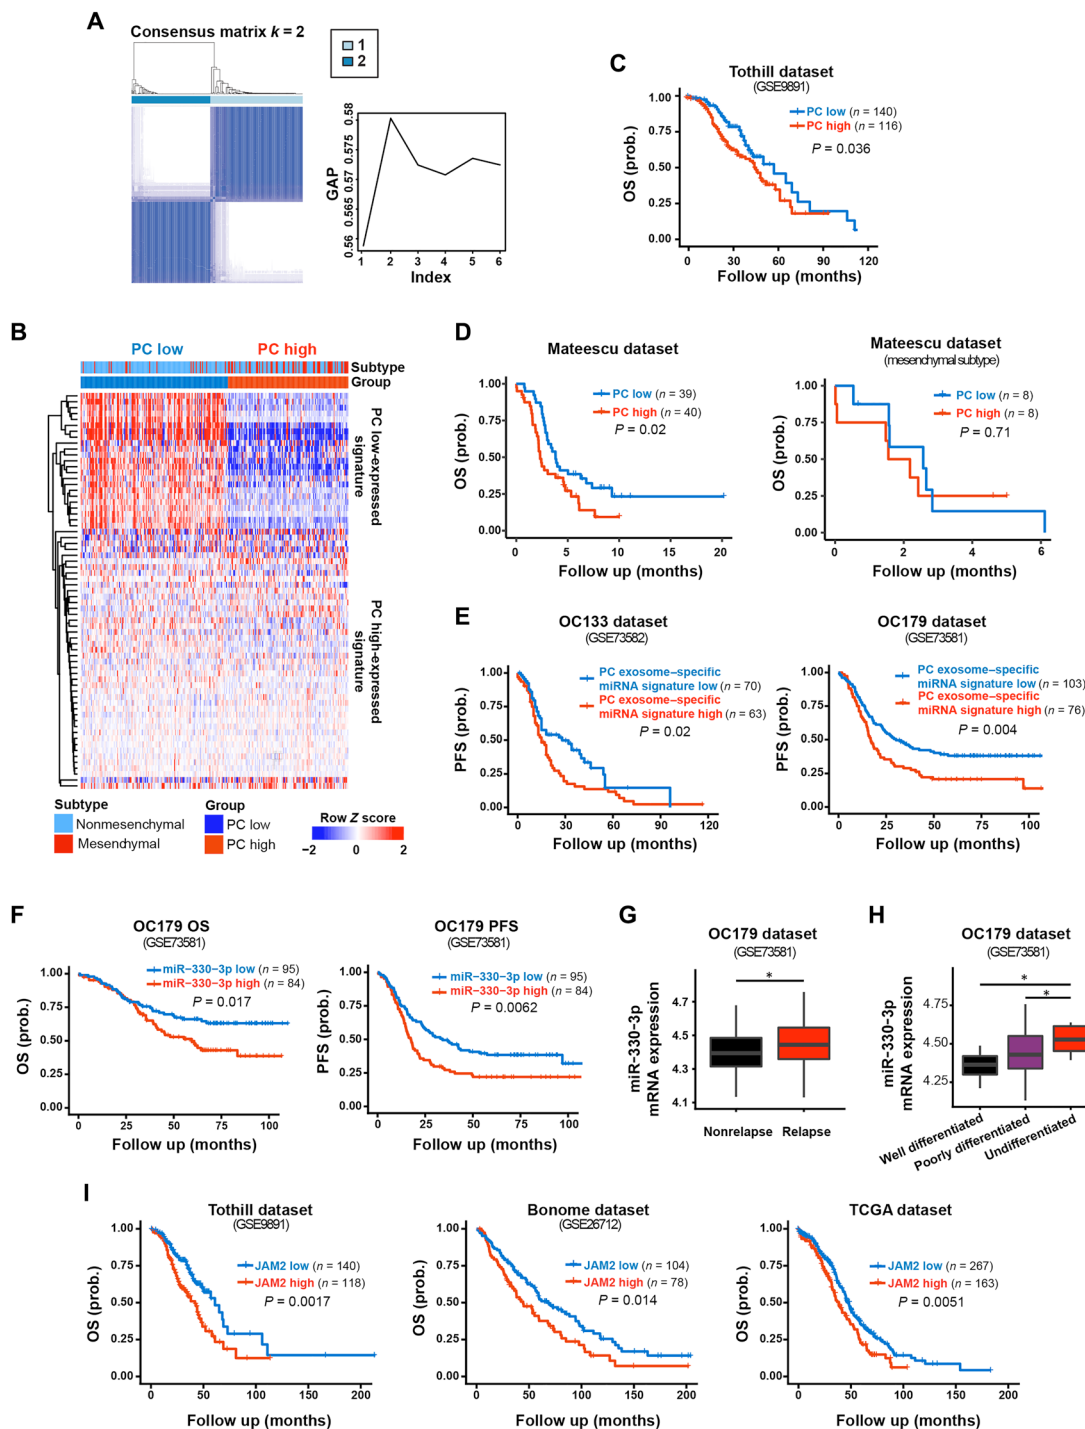 A
Consensus matrix k = 2
1
2
GAP
0.58
0.575
0.57
0.565
0.56
1 2 3 4 5 6
Index
C
Tothill dataset
(GSE9891)
PC low (n = 140)
PC high (n = 116)
P = 0.036
OS (prob.)
1.00
0.75
0.50
0.25
0.00
0 30 60 90 120
Follow up (months)
B
PC low PC high
Subtype
Group
PC low-expressed
signature
PC high-expressed
signature
Subtype
Nonmesenchymal
Mesenchymal
Group
PC low
PC high
Row Z score
−2 0 2
D
Mateescu dataset
PC low (n = 39)
PC high (n = 40)
P = 0.02
OS (prob.)
1.00
0.75
0.50
0.25
0.00
0 5 10 15 20
Follow up (months)
Mateescu dataset
(mesenchymal subtype)
PC low (n = 8)
PC high (n = 8)
P = 0.71
OS (prob.)
1.00
0.75
0.50
0.25
0.00
0 2 4 6
Follow up (months)
E
OC133 dataset
(GSE73582)
PC exosome–specific
miRNA signature low (n = 70)
PC exosome–specific
miRNA signature high (n = 63)
P = 0.02
PFS (prob.)
1.00
0.75
0.50
0.25
0.00
0 30 60 90 120
Follow up (months)
OC179 dataset
(GSE73581)
PC exosome–specific
miRNA signature low (n = 103)
PC exosome–specific
miRNA signature high (n = 76)
P = 0.004
PFS (prob.)
1.00
0.75
0.50
0.25
0.00
0 25 50 75 100
Follow up (months)
F
OC179 OS
(GSE73581)
miR–330-3p low (n = 95)
miR–330-3p high (n = 84)
P = 0.017
OS (prob.)
1.00
0.75
0.50
0.25
0.00
0 25 50 75 100
Follow up (months)
OC179 PFS
(GSE73581)
miR–330-3p low (n = 95)
miR–330-3p high (n = 84)
P = 0.0062
PFS (prob.)
1.00
0.75
0.50
0.25
0.00
0 25 50 75 100
Follow up (months)
G
OC179 dataset
(GSE73581)
*
miR–330-3p
mRNA expression
4.7
4.4
4.3
4.1
Nonrelapse Relapse
H
OC179 dataset
(GSE73581)
*
*
miR–330-3p
mRNA expression
4.75
4.50
4.25
Well differentiated
Poorly differentiated
Undifferentiated
I
Tothill dataset
(GSE9891)
JAM2 low (n = 140)
JAM2 high (n = 118)
P = 0.0017
OS (prob.)
1.00
0.75
0.50
0.25
0.00
0 50 100 150 200
Follow up (months)
Bonome dataset
(GSE26712)
JAM2 low (n = 104)
JAM2 high (n = 78)
P = 0.014
OS (prob.)
1.00
0.75
0.50
0.25
0.00
0 50 100 150 200
Follow up (months)
TCGA dataset
JAM2 low (n = 267)
JAM2 high (n = 163)
P = 0.0051
OS (prob.)
1.00
0.75
0.50
0.25
0.00
0 50 100 150 200
Follow up (months)